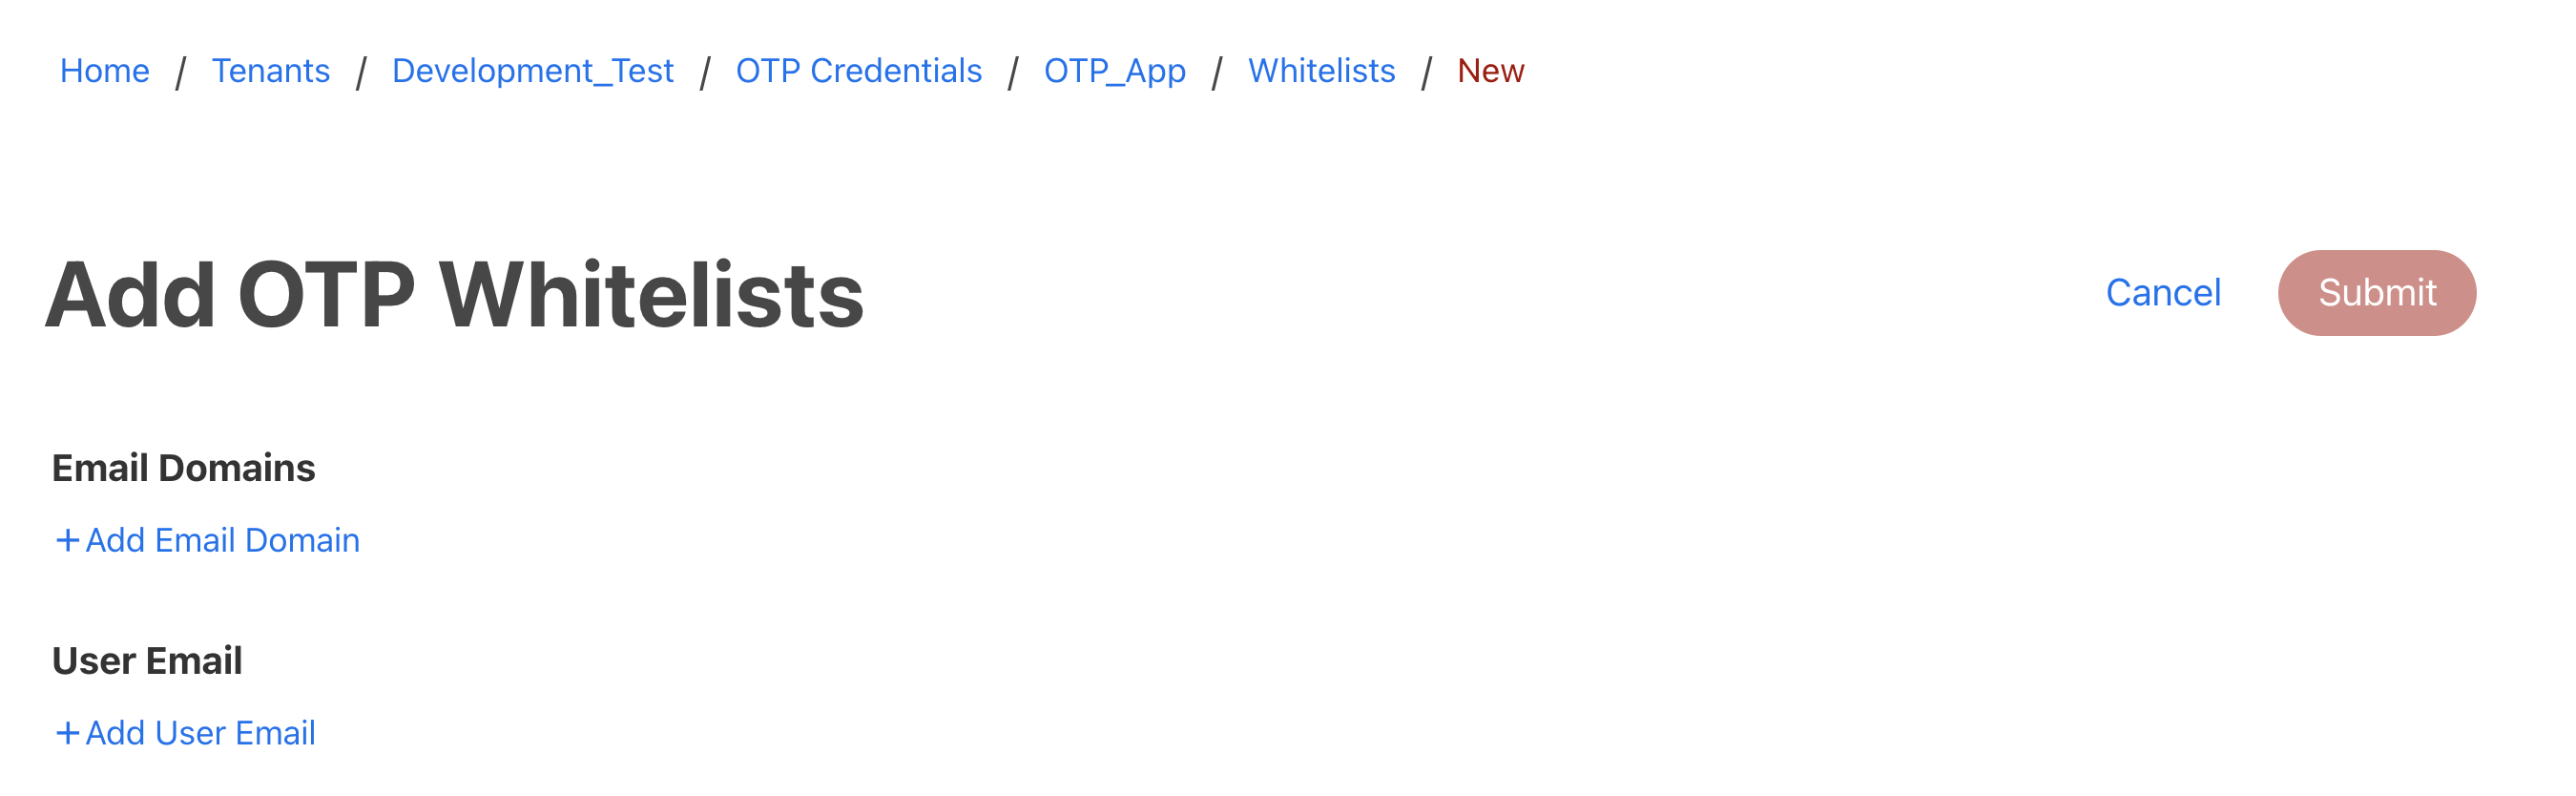 Home / Tenants / Development_Test / OTP Credentials / OTP_App / Whitelists / New
Add OTP Whitelists
Cancel
Submit
Email Domains
+Add Email Domain
User Email
+Add User Email